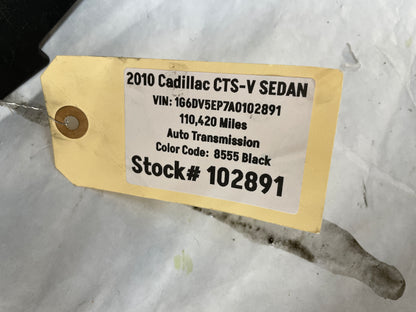 2010 Cadillac CTS-V SEDAN
VIN: 1G6DV5EP7A0102891
110,420 Miles
Auto Transmission
Color Code: 8555 Black
Stock# 102891